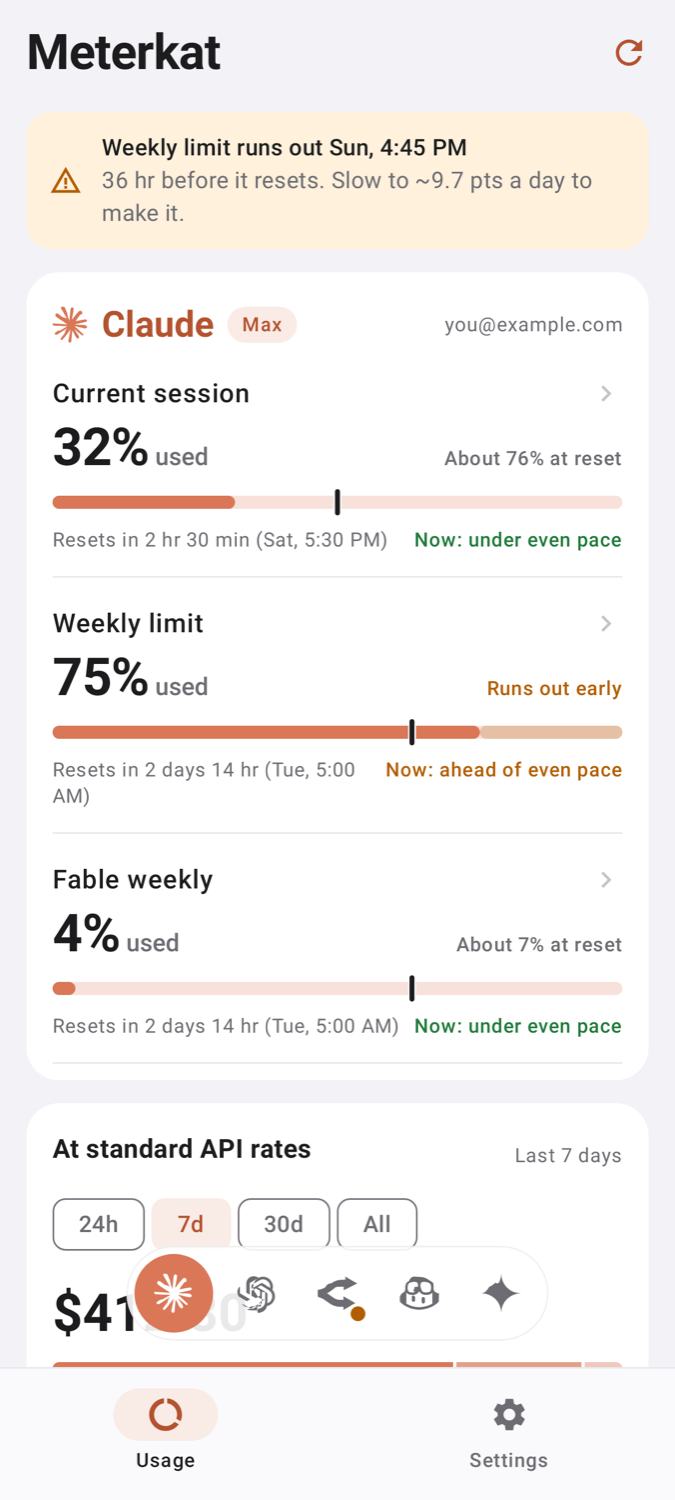 Meterkat
Weekly limit runs out Sun, 4:45 PM
36 hr before it resets. Slow to ~9.7 pts a day to
make it.
Claude Max you@example.com
Current session
32% used About 76% at reset
Resets in 2 hr 30 min (Sat, 5:30 PM) Now: under even pace
Weekly limit
75% used Runs out early
Resets in 2 days 14 hr (Tue, 5:00
AM) Now: ahead of even pace
Fable weekly
4% used About 7% at reset
Resets in 2 days 14 hr (Tue, 5:00 AM) Now: under even pace
At standard API rates Last 7 days
24h 7d 30d All
Usage Settings